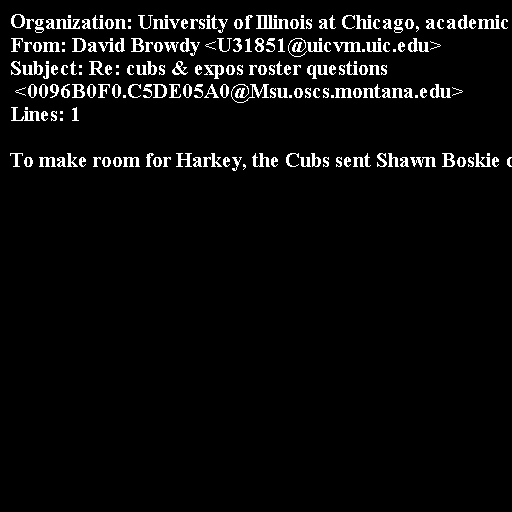 Organization: University of Illinois at Chicago, academic
From: David Browdy <U31851@uicvm.uic.edu>
Subject: Re: cubs & expos roster questions
<0096B0F0.C5DE05A0@Msu.oscs.montana.edu>
Lines: 1

To make room for Harkey, the Cubs sent Shawn Boskie